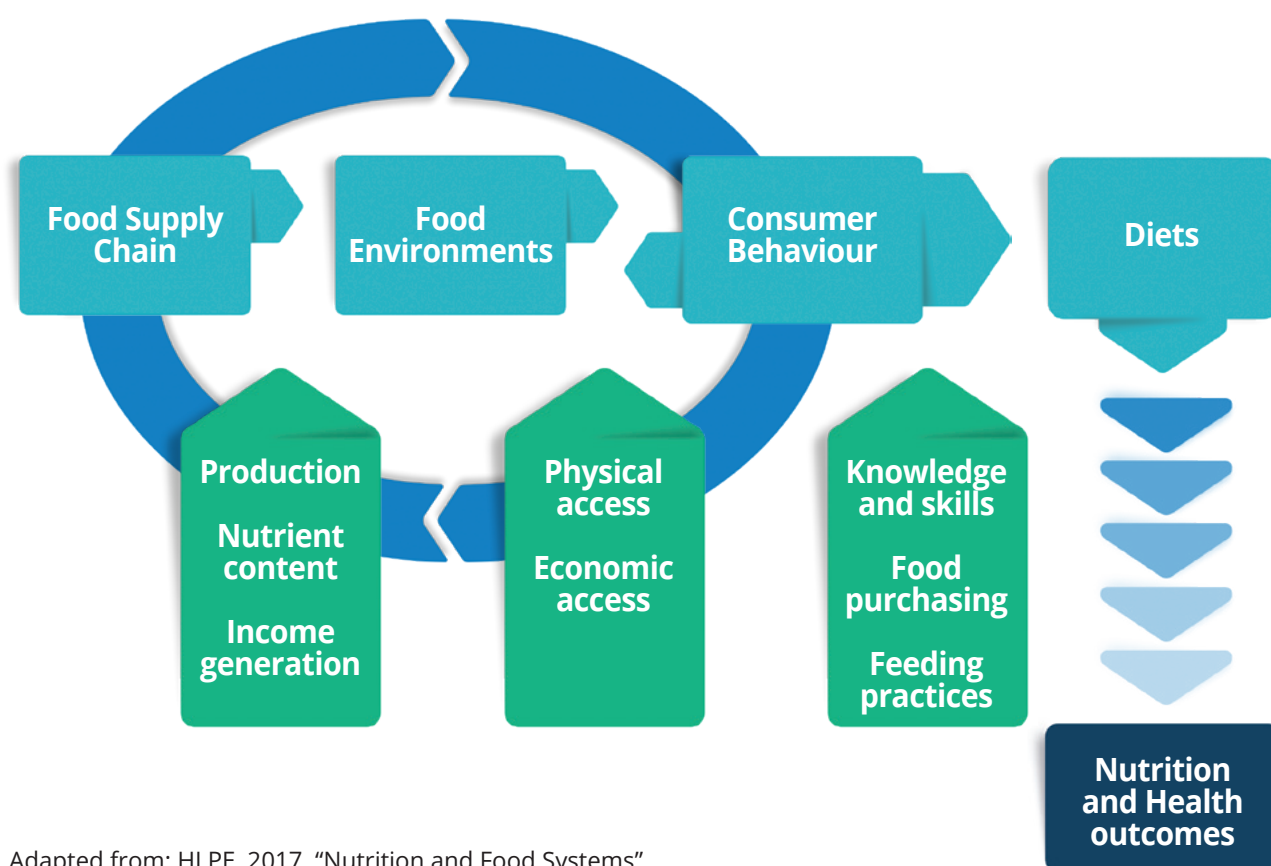 Food Supply
Chain
Food
Environments
Consumer
Behaviour
Diets
Production
Nutrient
content
Income
generation
Physical
access
Economic
access
Knowledge
and skills
Food
purchasing
Feeding
practices
Nutrition
and Health
outcomes
Adapted from: HLPE, 2017, “Nutrition and Food Systems”